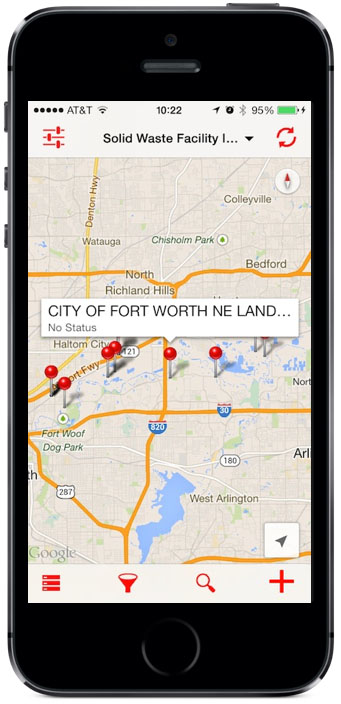 AT&T 10:22 95%
Solid Waste Facility I...
Denton Hwy
Colleyville
Watauga
Chisholm Park
North
Richland Hills
Bedford
CITY OF FORT WORTH NE LAND...
No Status
Haltom City
121
Fort Fwy
30
820
Fort Woof
Dog Park
180
Arl
th
287
West Arlington
Google